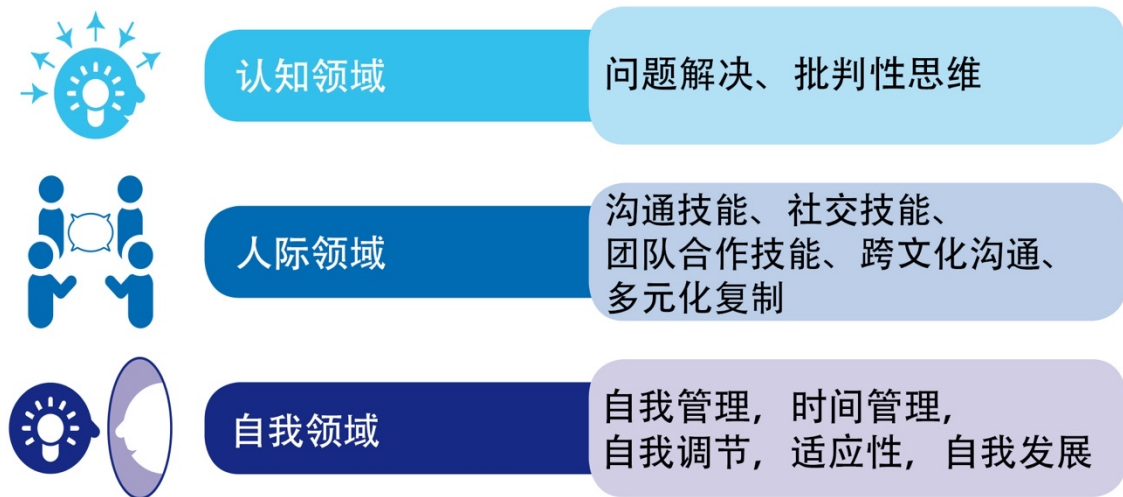 认知领域
问题解决、批判性思维
人际领域
沟通技能、社交技能、
团队合作技能、跨文化沟通、
多元化复制
自我领域
自我管理，时间管理，
自我调节，适应性，自我发展